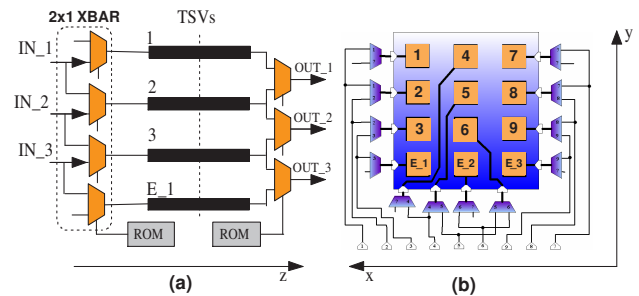 2x1 XBAR
TSVs
IN_1
1
OUT_1
IN_2
2
OUT_2
IN_3
3
OUT_3
E_1
ROM
ROM
(a)
z
y
1
4
7
2
5
8
3
6
9
E_1
E_2
E_3
x
(b)